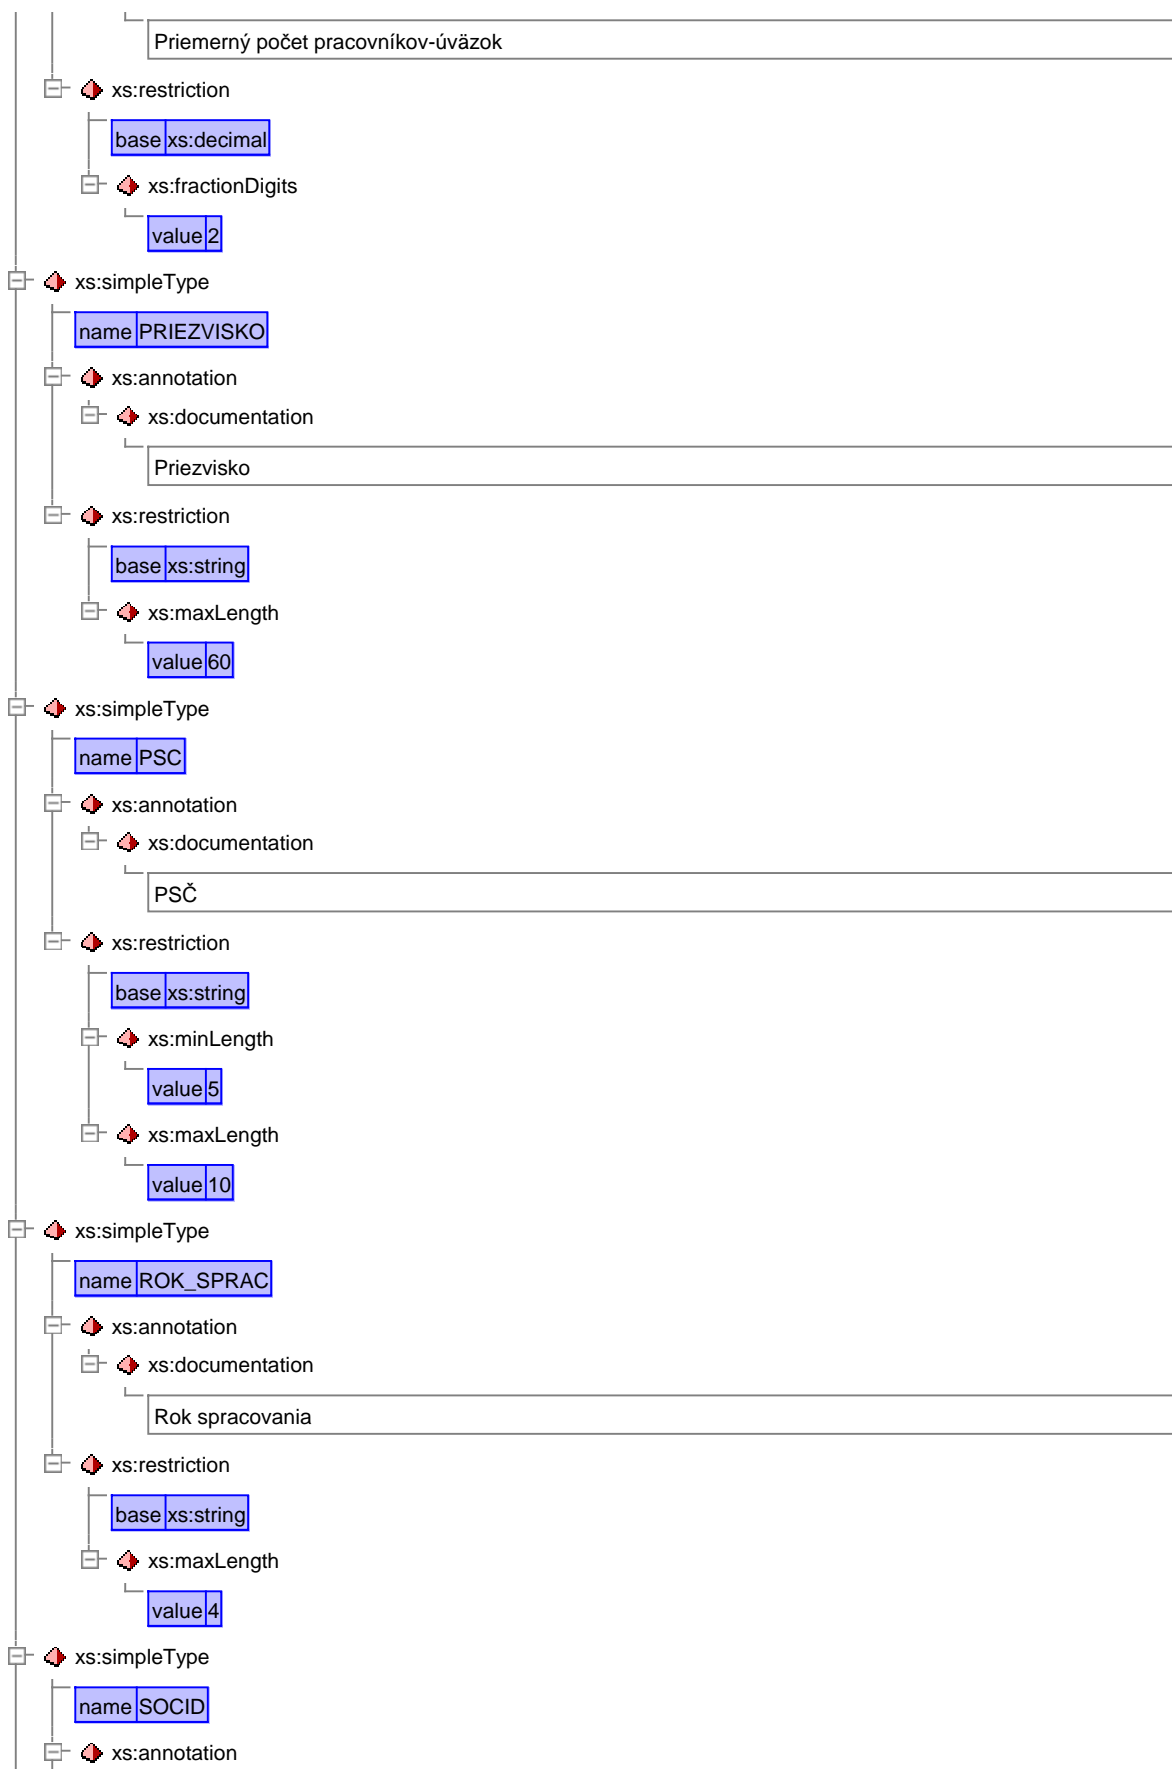 Priemerný počet pracovníkov-úväzok
xs:restriction
base xs:decimal
xs:fractionDigits
value 2
xs:simpleType
name PRIEZVISKO
xs:annotation
xs:documentation
Priezvisko
xs:restriction
base xs:string
xs:maxLength
value 60
xs:simpleType
name PSC
xs:annotation
xs:documentation
PSČ
xs:restriction
base xs:string
xs:minLength
value 5
xs:maxLength
value 10
xs:simpleType
name ROK_SPRAC
xs:annotation
xs:documentation
Rok spracovania
xs:restriction
base xs:string
xs:maxLength
value 4
xs:simpleType
name SOCID
xs:annotation